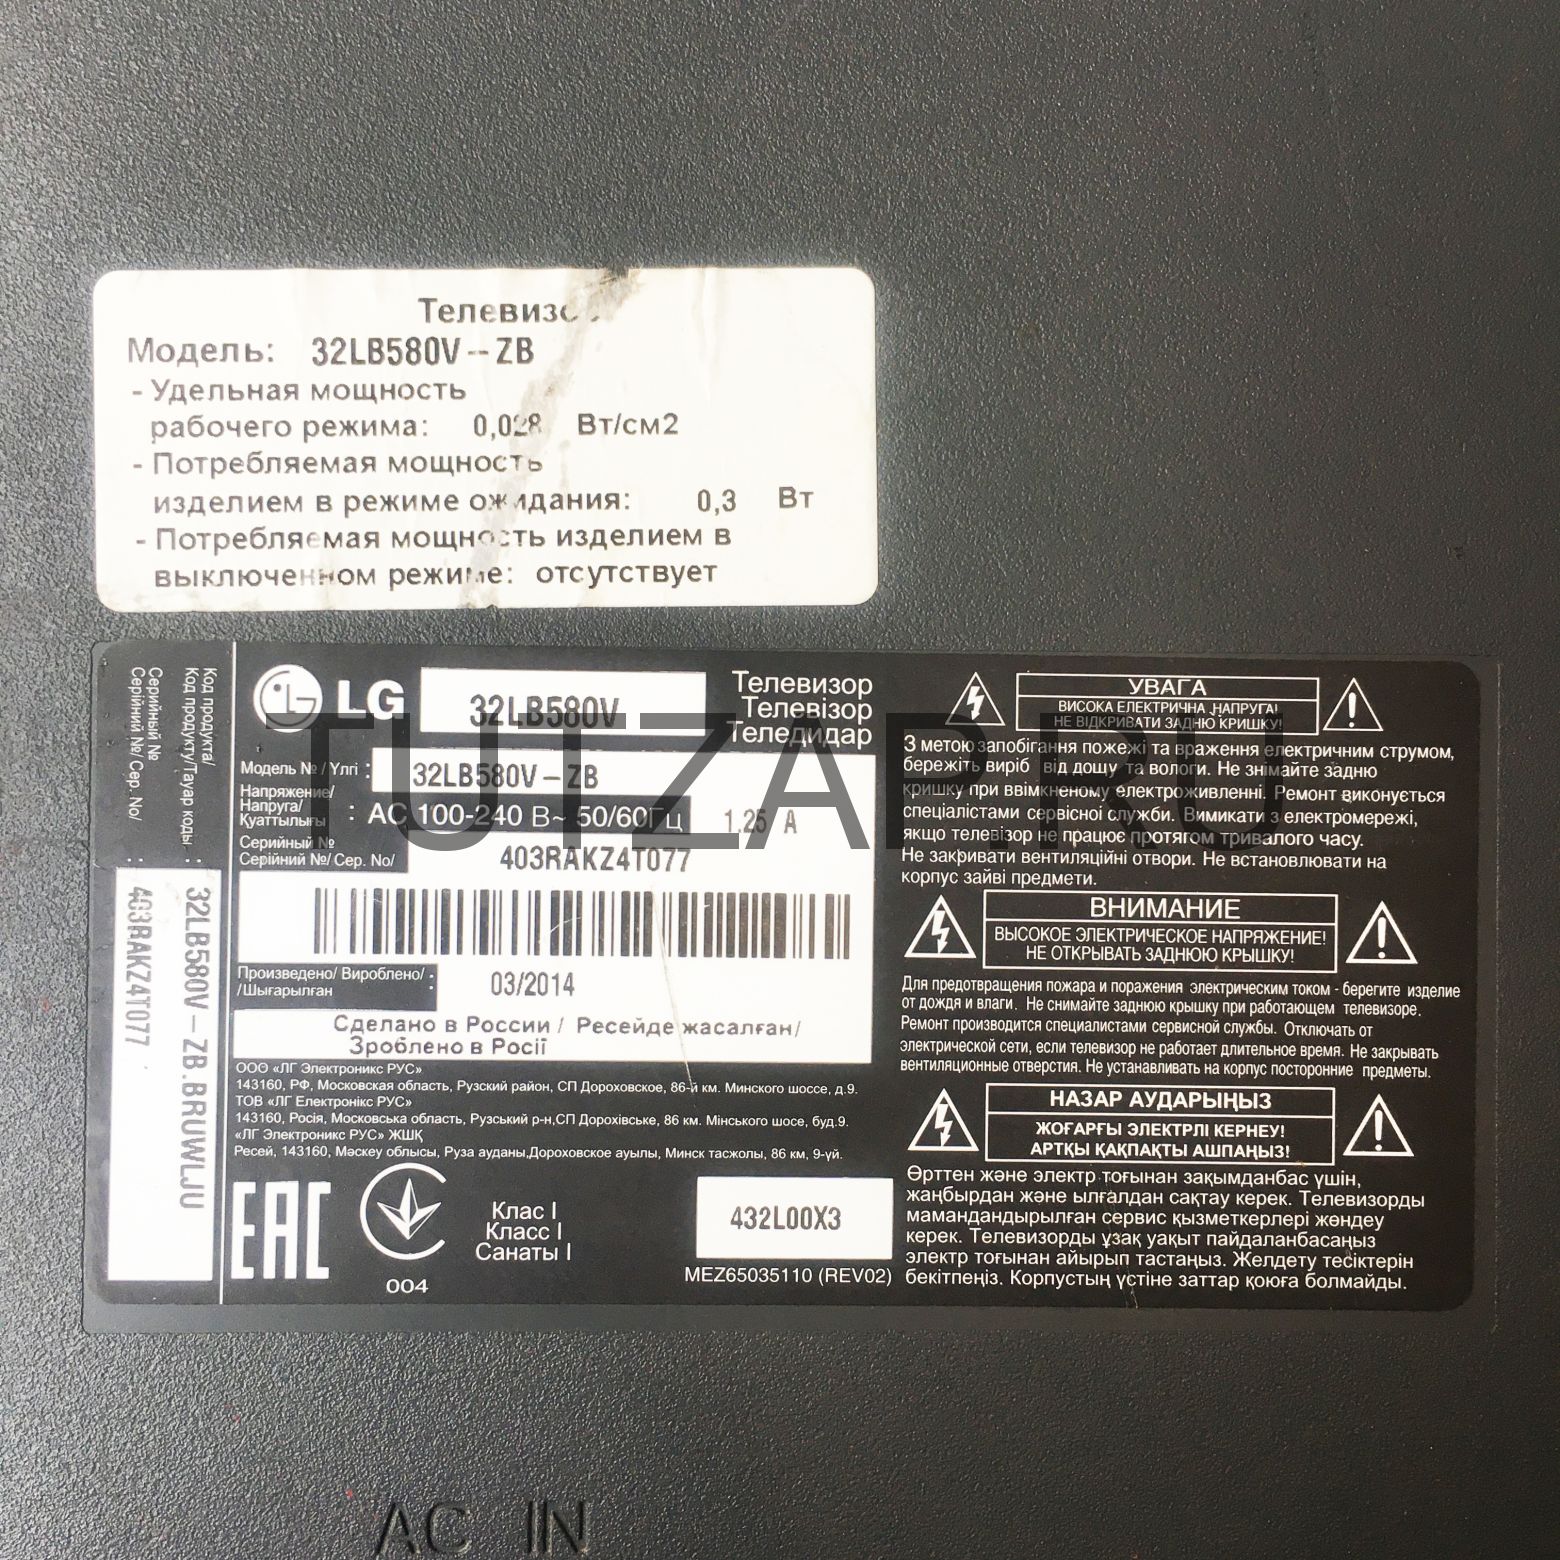 Телевизор
Модель: 32LB580V-ZB
- Удельная мощность
рабочего режима: 0,028 Вт/см2
- Потребляемая мощность
изделием в режиме ожидания: 0,3 Вт
- Потребляемая мощность изделием в
выключенном режиме: отсутствует
Код продукта/
Код продукту/Тауар коды :
Серийный №
Серійний №/ Сер. No/ :
32LB580V-ZB.BRUWLJU
403RAKZ4T077
LG 32LB580V
Телевизор
Телевізор
Теледидар
Модель № / Үлгі : 32LB580V-ZB
Напряжение/
Напруга/
Қуаттылығы : AC 100-240 В~ 50/60Гц 1.25 A
Серийный №
Серійний №/ Сер. No/ 403RAKZ4T077
Произведено/ Вироблено/
/Шығарылған : 03/2014
Сделано в России / Ресейде жасалған/
Зроблено в Росії
ООО «ЛГ Электроникс РУС»
143160, РФ, Московская область, Рузский район, СП Дороховское, 86-й км. Минского шоссе, д.9.
ТОВ «ЛГ Електронікс РУС»
143160, Росія, Московська область, Рузський р-н,СП Дорохівське, 86 км. Мінського шосе, буд.9.
«ЛГ Электроникс РУС» ЖШҚ
Ресей, 143160, Мәскеу облысы, Руза ауданы,Дороховское ауылы, Минск тасжолы, 86 км, 9-үй.
EAC
004
Клас I
Класс I
Санаты I
432L00X3
MEZ65035110 (REV02)
УВАГА
ВИСОКА ЕЛЕКТРИЧНА НАПРУГА!
НЕ ВІДКРИВАТИ ЗАДНЮ КРИШКУ!
З метою запобігання пожежі та враження електричним струмом,
бережіть виріб від дощу та вологи. Не знімайте задню
кришку при ввімкненому електроживленні. Ремонт виконується
спеціалістами сервісної служби. Вимикати з електромережі,
якщо телевізор не працює протягом тривалого часу.
Не закривати вентиляційні отвори. Не встановлювати на
корпус зайві предмети.
ВНИМАНИЕ
ВЫСОКОЕ ЭЛЕКТРИЧЕСКОЕ НАПРЯЖЕНИЕ!
НЕ ОТКРЫВАТЬ ЗАДНЮЮ КРЫШКУ!
Для предотвращения пожара и поражения электрическим током - берегите изделие
от дождя и влаги. Не снимайте заднюю крышку при работающем телевизоре.
Ремонт производится специалистами сервисной службы. Отключать от
электрической сети, если телевизор не работает длительное время. Не закрывать
вентиляционные отверстия. Не устанавливать на корпус посторонние предметы.
НАЗАР АУДАРЫҢЫЗ
ЖОҒАРҒЫ ЭЛЕКТРЛІ КЕРНЕУ!
АРТҚЫ ҚАҚПАҚТЫ АШПАҢЫЗ!
Өрттен және электр тоғынан зақымданбас үшін,
жаңбырдан және ылғалдан сақтау керек. Телевизорды
мамандандырылған сервис қызметкерлері жөндеу
керек. Телевизорды ұзақ уақыт пайдаланбасаңыз
электр тоғынан айырып тастаңыз. Желдету тесіктерін
бекітпеңіз. Корпустың үстіне заттар қоюға болмайды.
TUTZAP.RU
AC IN